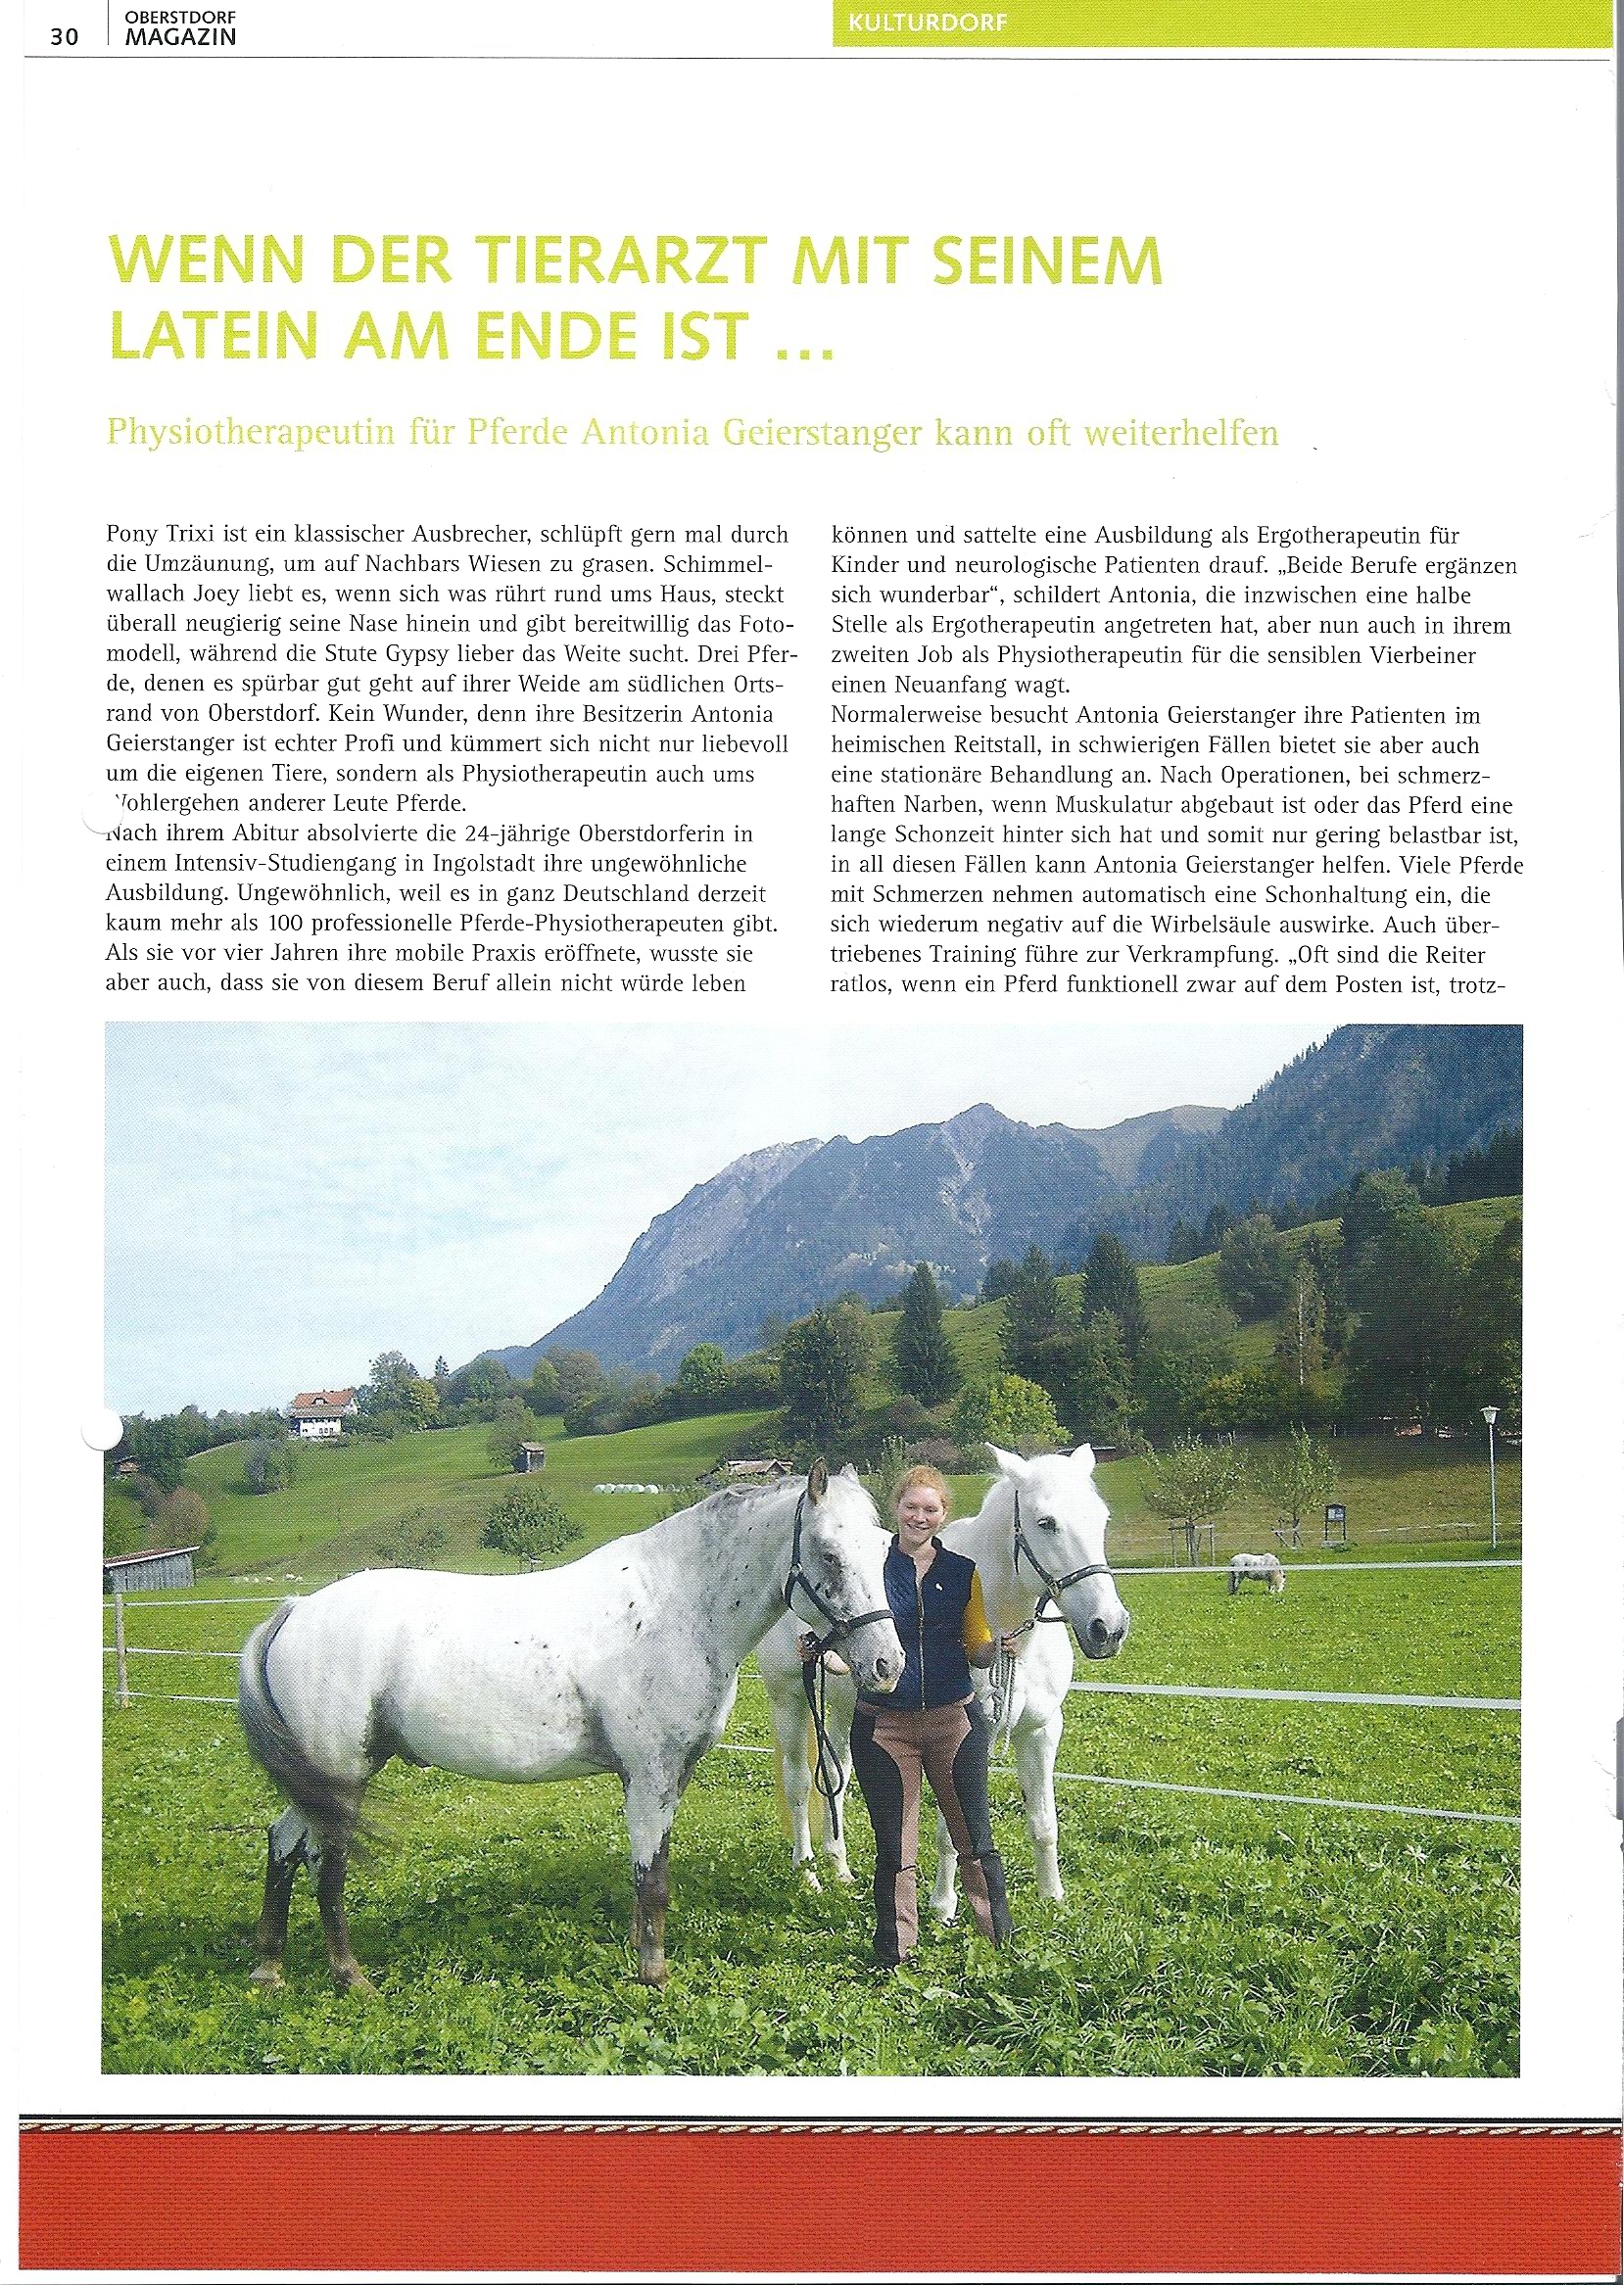 30
OBERSTDORF
MAGAZIN
KULTURDORF
WENN DER TIERARZT MIT SEINEM
LATEIN AM ENDE IST ...
Physiotherapeutin für Pferde Antonia Geierstanger kann oft weiterhelfen
Pony Trixi ist ein klassischer Ausbrecher, schlüpft gern mal durch
die Umzäunung, um auf Nachbars Wiesen zu grasen. Schimmel-
wallach Joey liebt es, wenn sich was rührt rund ums Haus, steckt
überall neugierig seine Nase hinein und gibt bereitwillig das Foto-
modell, während die Stute Gypsy lieber das Weite sucht. Drei Pfer-
de, denen es spürbar gut geht auf ihrer Weide am südlichen Orts-
rand von Oberstdorf. Kein Wunder, denn ihre Besitzerin Antonia
Geierstanger ist echter Profi und kümmert sich nicht nur liebevoll
um die eigenen Tiere, sondern als Physiotherapeutin auch ums
Wohlergehen anderer Leute Pferde.
Nach ihrem Abitur absolvierte die 24-jährige Oberstdorferin in
einem Intensiv-Studiengang in Ingolstadt ihre ungewöhnliche
Ausbildung. Ungewöhnlich, weil es in ganz Deutschland derzeit
kaum mehr als 100 professionelle Pferde-Physiotherapeuten gibt.
Als sie vor vier Jahren ihre mobile Praxis eröffnete, wusste sie
aber auch, dass sie von diesem Beruf allein nicht würde leben
können und sattelte eine Ausbildung als Ergotherapeutin für
Kinder und neurologische Patienten drauf. „Beide Berufe ergänzen
sich wunderbar“, schildert Antonia, die inzwischen eine halbe
Stelle als Ergotherapeutin angetreten hat, aber nun auch in ihrem
zweiten Job als Physiotherapeutin für die sensiblen Vierbeiner
einen Neuanfang wagt.
Normalerweise besucht Antonia Geierstanger ihre Patienten im
heimischen Reitstall, in schwierigen Fällen bietet sie aber auch
eine stationäre Behandlung an. Nach Operationen, bei schmerz-
haften Narben, wenn Muskulatur abgebaut ist oder das Pferd eine
lange Schonzeit hinter sich hat und somit nur gering belastbar ist,
in all diesen Fällen kann Antonia Geierstanger helfen. Viele Pferde
mit Schmerzen nehmen automatisch eine Schonhaltung ein, die
sich wiederum negativ auf die Wirbelsäule auswirke. Auch über-
triebenes Training führe zur Verkrampfung. „Oft sind die Reiter
ratlos, wenn ein Pferd funktionell zwar auf dem Posten ist, trotz-